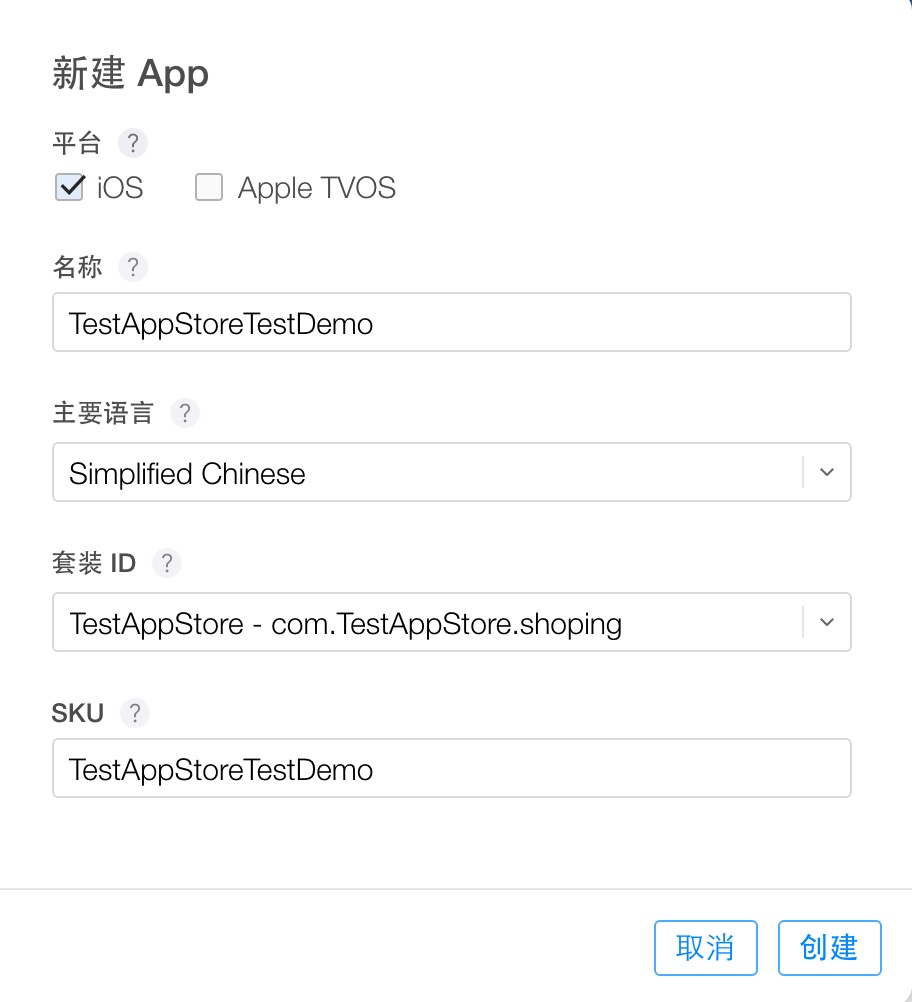 新建 App
平台 ?
iOS Apple TVOS
名称 ?
TestAppStoreTestDemo
主要语言 ?
Simplified Chinese
套装 ID ?
TestAppStore - com.TestAppStore.shoping
SKU ?
TestAppStoreTestDemo
取消 创建